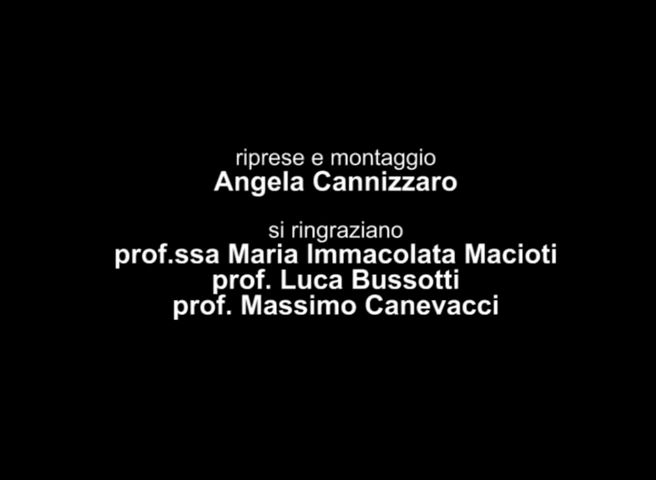 riprese e montaggio
Angela Cannizzaro
si ringraziano
prof.ssa Maria Immacolata Macioti
prof. Luca Bussotti
prof. Massimo Canevacci